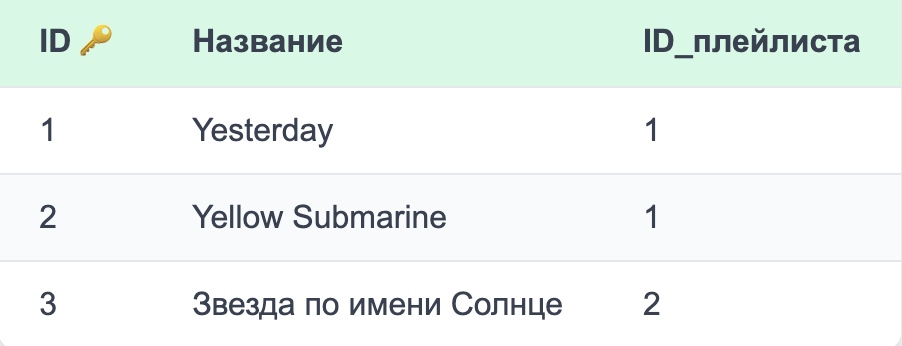 ID 🔑 Название ID_плейлиста
1 Yesterday 1
2 Yellow Submarine 1
3 Звезда по имени Солнце 2